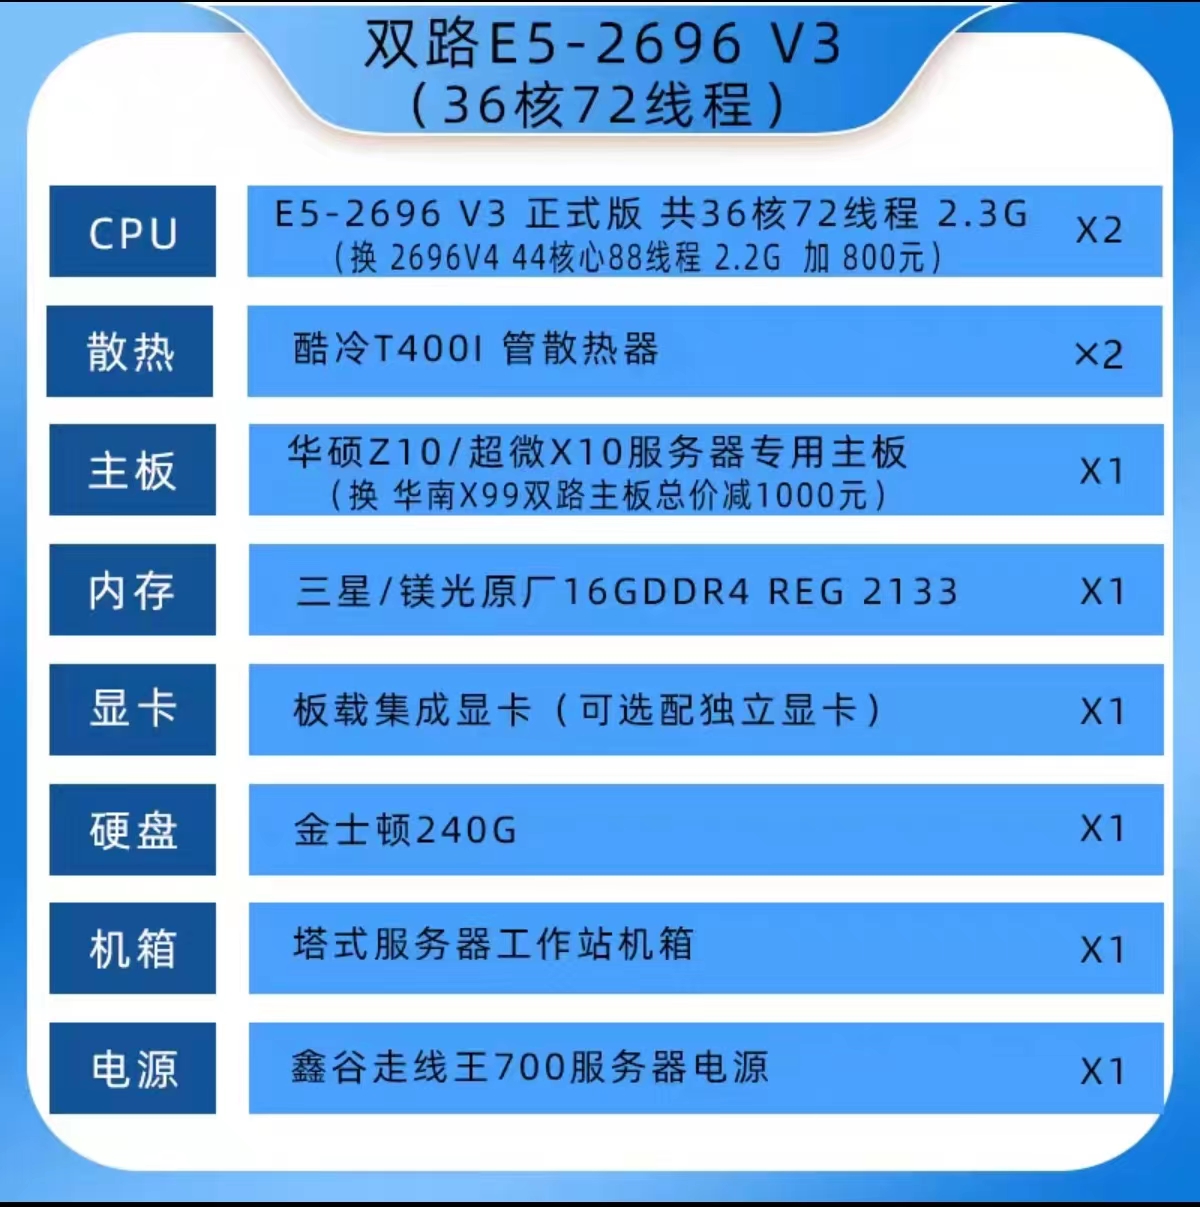 双路E5-2696 V3
(36核72线程)
CPU
E5-2696 V3 正式版 共36核72线程 2.3G
(换 2696V4 44核心88线程 2.2G 加 800元)
X2
散热
酷冷T400I 管散热器
×2
主板
华硕Z10/超微X10服务器专用主板
(换 华南X99双路主板总价减1000元)
X1
内存
三星/镁光原厂16GDDR4 REG 2133
X1
显卡
板载集成显卡(可选配独立显卡)
X1
硬盘
金士顿240G
X1
机箱
塔式服务器工作站机箱
X1
电源
鑫谷走线王700服务器电源
X1